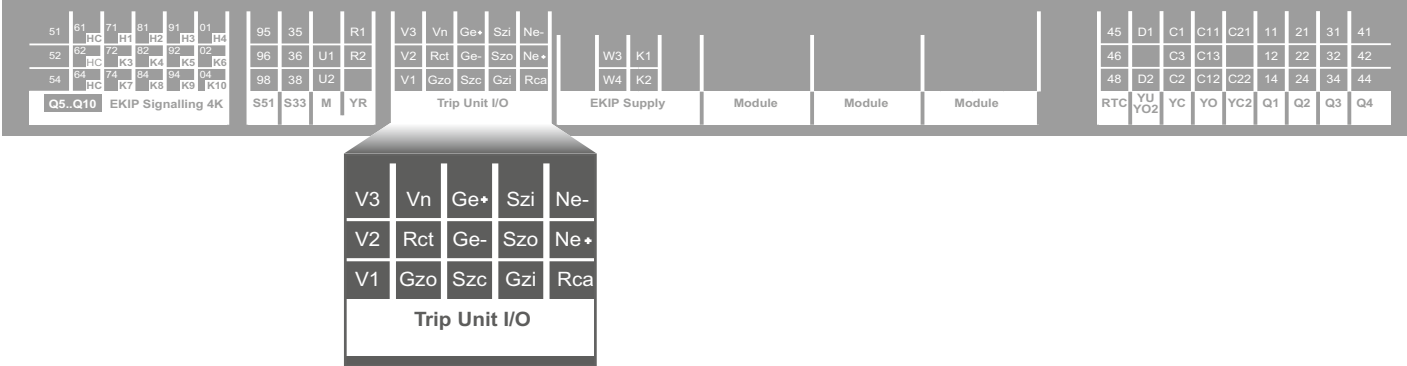 51 61 HC 71 H1 81 H2 91 H3 01 H4 95 35 R1 V3 Vn Ge+ Szi Ne- 45 D1 C1 C11 C21 11 21 31 41
52 62 HC 72 K3 82 K4 92 K5 02 K6 96 36 U1 R2 V2 Rct Ge- Szo Ne+ W3 K1 46 C3 C13 12 22 32 42
54 64 HC 74 K7 84 K8 94 K9 04 K10 98 38 U2 V1 Gzo Szc Gzi Rca W4 K2 48 D2 C2 C12 C22 14 24 34 44
Q5..Q10 EKIP Signalling 4K S51 S33 M YR Trip Unit I/O EKIP Supply Module Module Module RTC YU YO2 YC YO YC2 Q1 Q2 Q3 Q4
V3 Vn Ge+ Szi Ne-
V2 Rct Ge- Szo Ne+
V1 Gzo Szc Gzi Rca
Trip Unit I/O